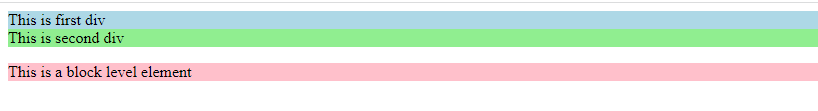 This is first div
This is second div
This is a block level element